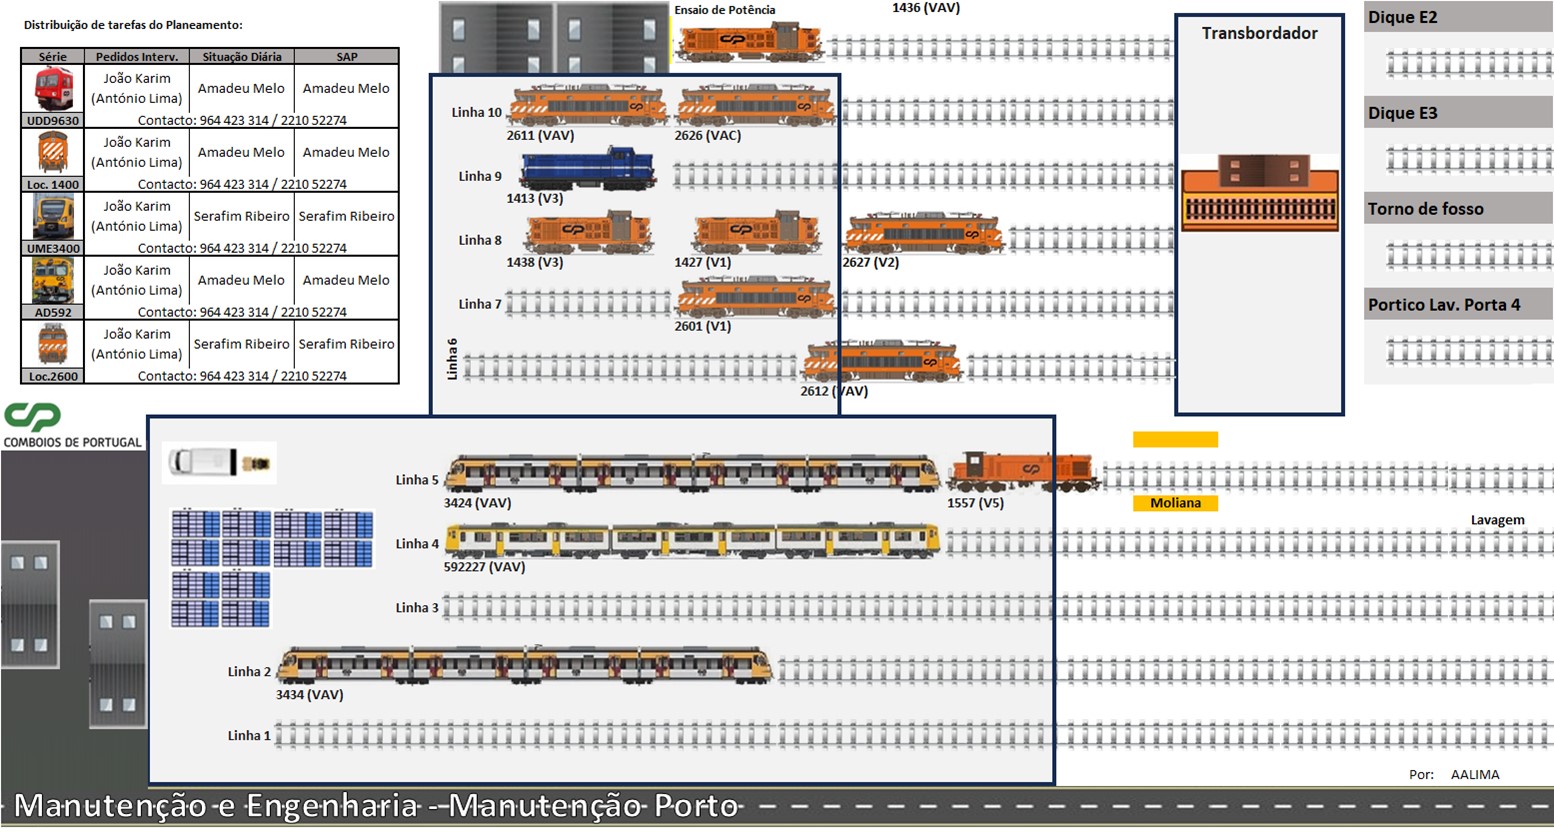 Distribuição de tarefas do Planeamento:
Série Pedidos Interv. Situação Diária SAP
UDD9630 João Karim (António Lima) Amadeu Melo Amadeu Melo
Contacto: 964 423 314 / 2210 52274
Loc. 1400 João Karim (António Lima) Amadeu Melo Amadeu Melo
Contacto: 964 423 314 / 2210 52274
UME3400 João Karim (António Lima) Serafim Ribeiro Serafim Ribeiro
Contacto: 964 423 314 / 2210 52274
AD592 João Karim (António Lima) Amadeu Melo Amadeu Melo
Contacto: 964 423 314 / 2210 52274
Loc.2600 João Karim (António Lima) Serafim Ribeiro Serafim Ribeiro
Contacto: 964 423 314 / 2210 52274
CP
COMBOIOS DE PORTUGAL
Ensaio de Potência
1436 (VAV)
Linha 10
2611 (VAV)
2626 (VAC)
Linha 9
1413 (V3)
Linha 8
1438 (V3)
1427 (V1)
2627 (V2)
Linha 7
2601 (V1)
Linha 6
2612 (VAV)
Transbordador
Dique E2
Dique E3
Torno de fosso
Portico Lav. Porta 4
Linha 5
3424 (VAV)
1557 (V5)
Moliana
Lavagem
Linha 4
592227 (VAV)
Linha 3
Linha 2
3434 (VAV)
Linha 1
Por: AALIMA
Manutenção e Engenharia - Manutenção Porto